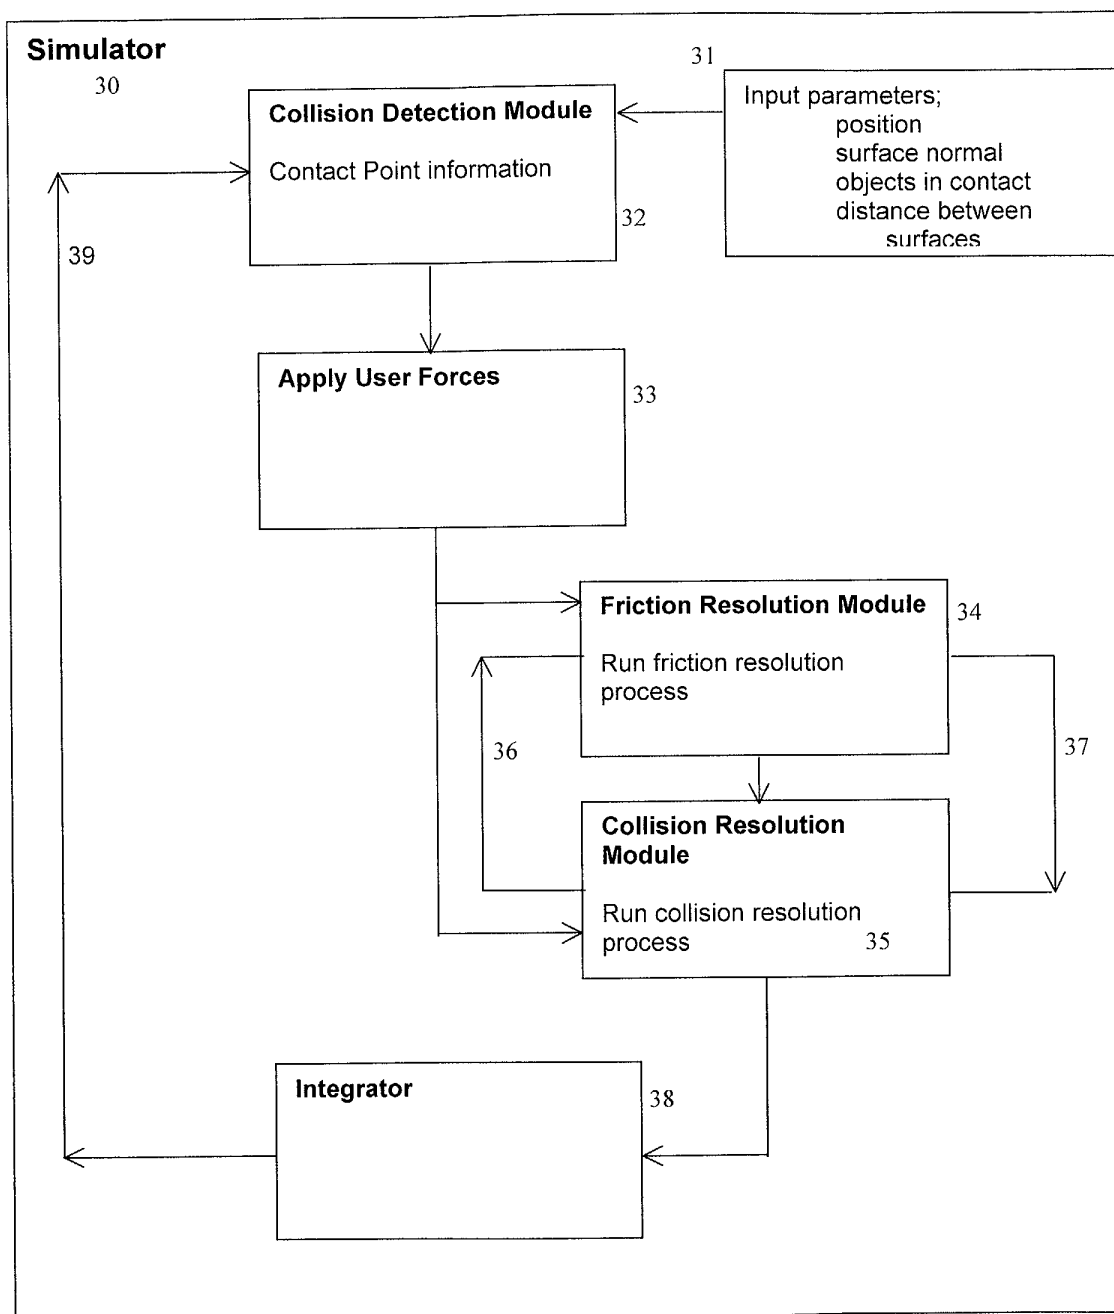 Simulator
30
31
Collision Detection Module
Contact Point information
32
Input parameters;
position
surface normal
objects in contact
distance between
surfaces
39
Apply User Forces
33
Friction Resolution Module
34
Run friction resolution
process
36
37
Collision Resolution
Module
Run collision resolution
process
35
Integrator
38